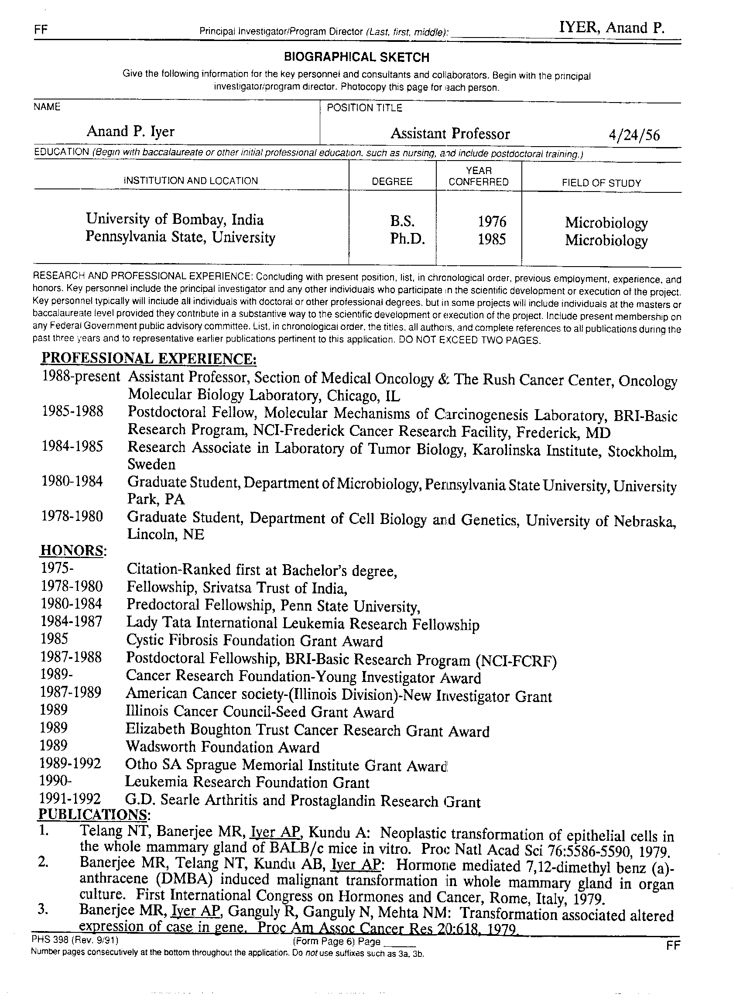 FF
Principal Investigator/Program Director (Last, first, middle): IYER, Anand P.
BIOGRAPHICAL SKETCH
Give the following information for the key personnel and consultants and collaborators. Begin with the principal
investigator/program director. Photocopy this page for each person.
NAME
POSITION TITLE
Anand P. Iyer
Assistant Professor 4/24/56
EDUCATION (Begin with baccalaureate or other initial professional education, such as nursing, and include postdoctoral training.)
INSTITUTION AND LOCATION DEGREE YEAR CONFERRED FIELD OF STUDY
University of Bombay, India B.S. 1976 Microbiology
Pennsylvania State, University Ph.D. 1985 Microbiology
RESEARCH AND PROFESSIONAL EXPERIENCE: Concluding with present position, list, in chronological order, previous employment, experience, and
honors. Key personnel include the principal investigator and any other individuals who participate in the scientific development or execution of the project.
Key personnel typically will include all individuals with doctoral or other professional degrees, but in some projects will include individuals at the masters or
baccalaureate level provided they contribute in a substantive way to the scientific development or execution of the project. Include present membership on
any Federal Government public advisory committee. List, in chronological order, the titles, all authors, and complete references to all publications during the
past three years and to representative earlier publications pertinent to this application. DO NOT EXCEED TWO PAGES.
PROFESSIONAL EXPERIENCE:
1988-present Assistant Professor, Section of Medical Oncology & The Rush Cancer Center, Oncology
Molecular Biology Laboratory, Chicago, IL
1985-1988 Postdoctoral Fellow, Molecular Mechanisms of Carcinogenesis Laboratory, BRI-Basic
Research Program, NCI-Frederick Cancer Research Facility, Frederick, MD
1984-1985 Research Associate in Laboratory of Tumor Biology, Karolinska Institute, Stockholm,
Sweden
1980-1984 Graduate Student, Department of Microbiology, Pennsylvania State University, University
Park, PA
1978-1980 Graduate Student, Department of Cell Biology and Genetics, University of Nebraska,
Lincoln, NE
HONORS:
1975- Citation-Ranked first at Bachelor's degree,
1978-1980 Fellowship, Srivatsa Trust of India,
1980-1984 Predoctoral Fellowship, Penn State University,
1984-1987 Lady Tata International Leukemia Research Fellowship
1985 Cystic Fibrosis Foundation Grant Award
1987-1988 Postdoctoral Fellowship, BRI-Basic Research Program (NCI-FCRF)
1989- Cancer Research Foundation-Young Investigator Award
1987-1989 American Cancer society-(Illinois Division)-New Investigator Grant
1989 Illinois Cancer Council-Seed Grant Award
1989 Elizabeth Boughton Trust Cancer Research Grant Award
1989 Wadsworth Foundation Award
1989-1992 Otho SA Sprague Memorial Institute Grant Award
1990- Leukemia Research Foundation Grant
1991-1992 G.D. Searle Arthritis and Prostaglandin Research Grant
PUBLICATIONS:
1. Telang NT, Banerjee MR, Iyer AP, Kundu A: Neoplastic transformation of epithelial cells in
the whole mammary gland of BALB/c mice in vitro. Proc Natl Acad Sci 76:5586-5590, 1979.
2. Banerjee MR, Telang NT, Kundu AB, Iyer AP: Hormone mediated 7,12-dimethyl benz (a)-
anthracene (DMBA) induced malignant transformation in whole mammary gland in organ
culture. First International Congress on Hormones and Cancer, Rome, Italy, 1979.
3. Banerjee MR, Iyer AP, Ganguly R, Ganguly N, Mehta NM: Transformation associated altered
expression of case in gene. Proc Am Assoc Cancer Res 20:618, 1979.
PHS 398 (Rev. 9/91) (Form Page 6) Page FF
Number pages consecutively at the bottom throughout the application. Do not use suffixes such as 3a, 3b.